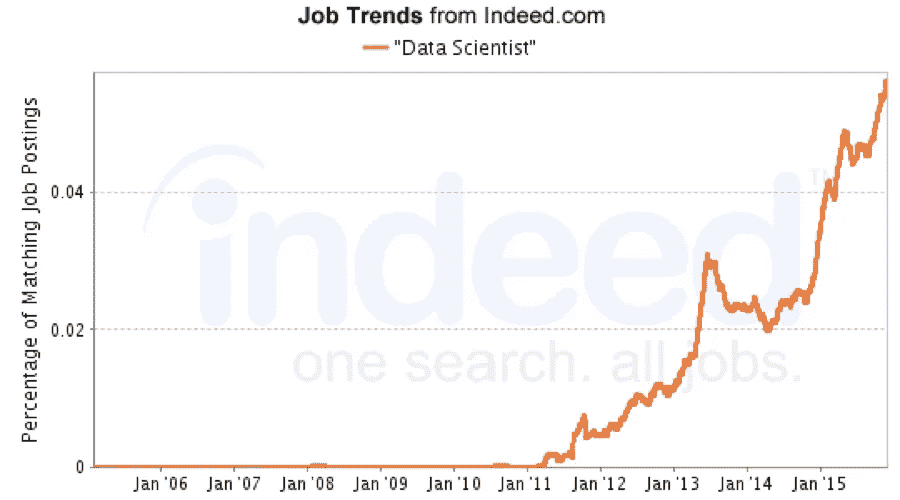 Job Trends from Indeed.com
"Data Scientist"
Percentage of Matching Job Postings
0.04
0.02
0
indeed™
one search. all jobs.
Jan '06 Jan '07 Jan '08 Jan '09 Jan '10 Jan '11 Jan '12 Jan '13 Jan '14 Jan '15